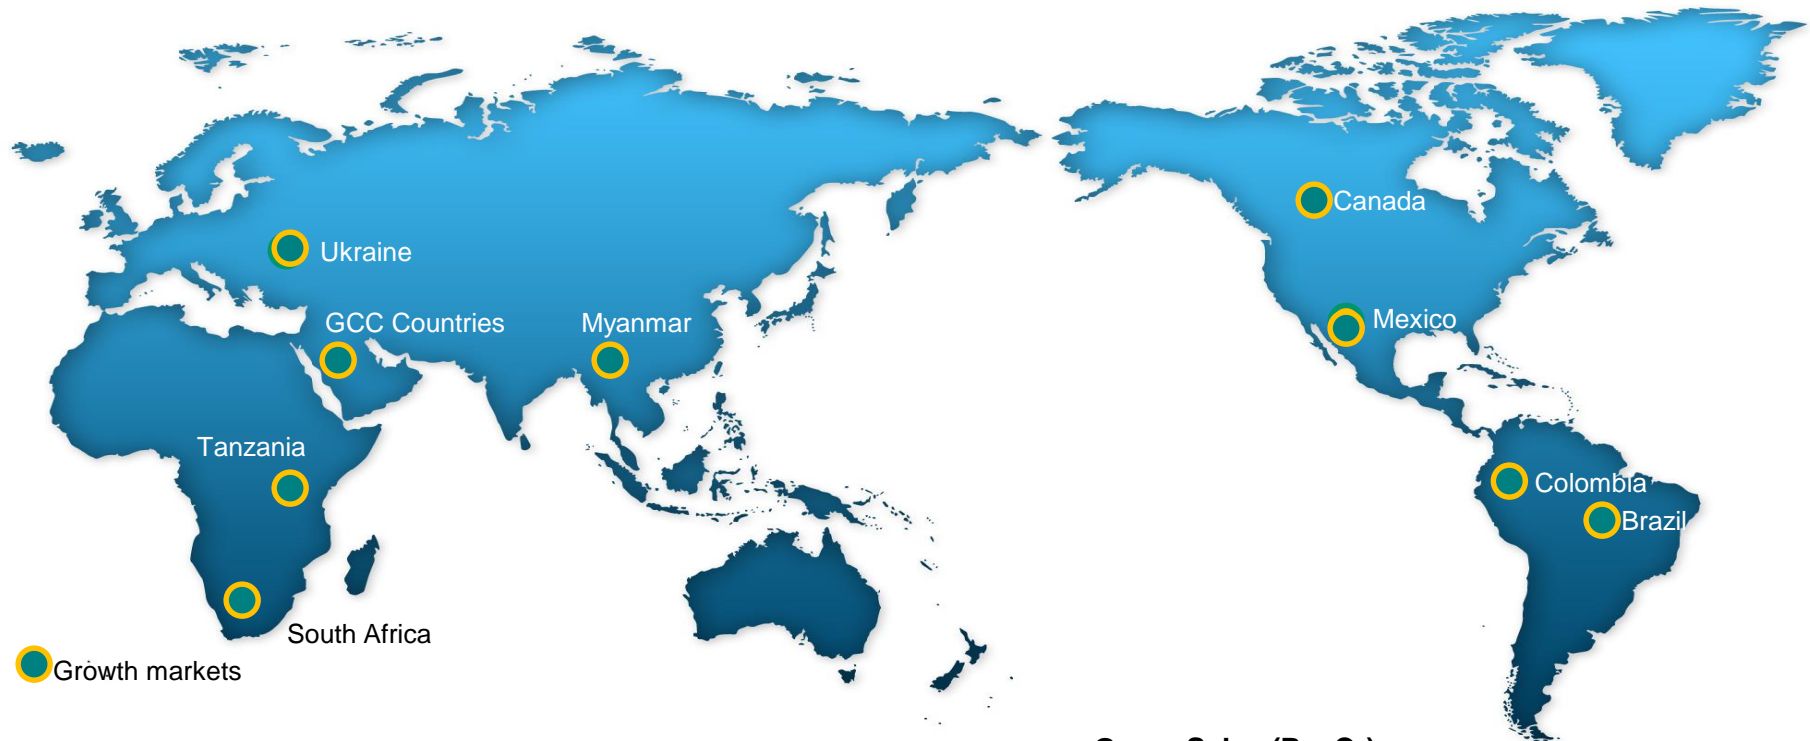 Canada
Ukraine
GCC Countries
Myanmar
Mexico
Tanzania
Colombia
Brazil
South Africa
Growth markets